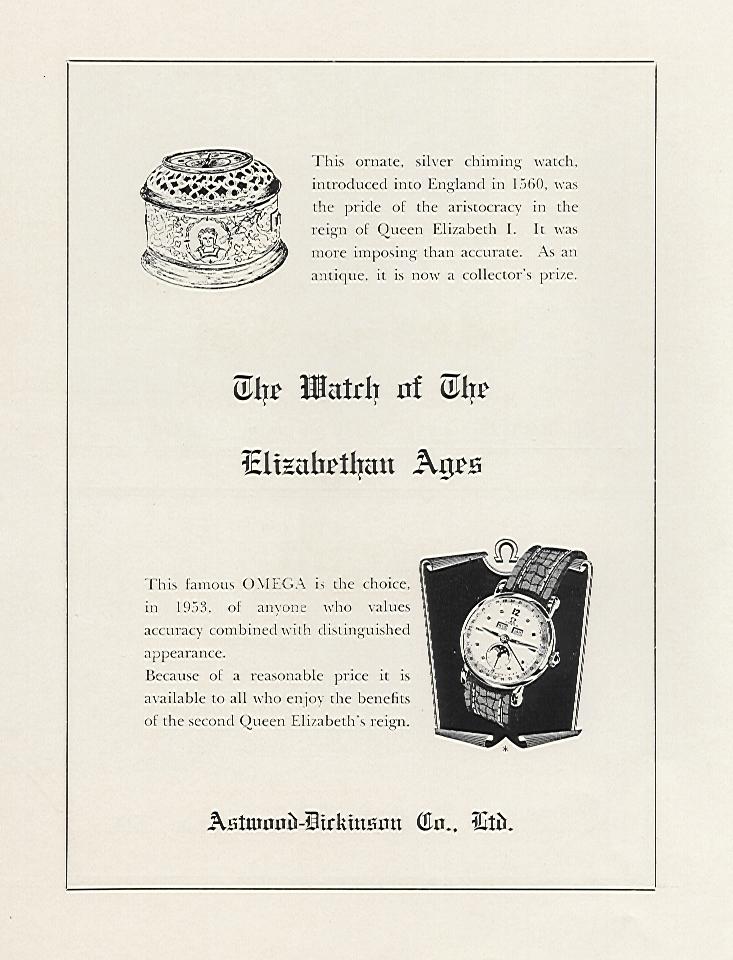 This ornate, silver chiming watch,
introduced into England in 1560, was
the pride of the aristocracy in the
reign of Queen Elizabeth I. It was
more imposing than accurate. As an
antique, it is now a collector's prize.
The Watch of The
Elizabethan Ages
This famous OMEGA is the choice,
in 1953, of anyone who values
accuracy combined with distinguished
appearance.
Because of a reasonable price it is
available to all who enjoy the benefits
of the second Queen Elizabeth's reign.
12
*
Astwood-Dickinson Co., Ltd.